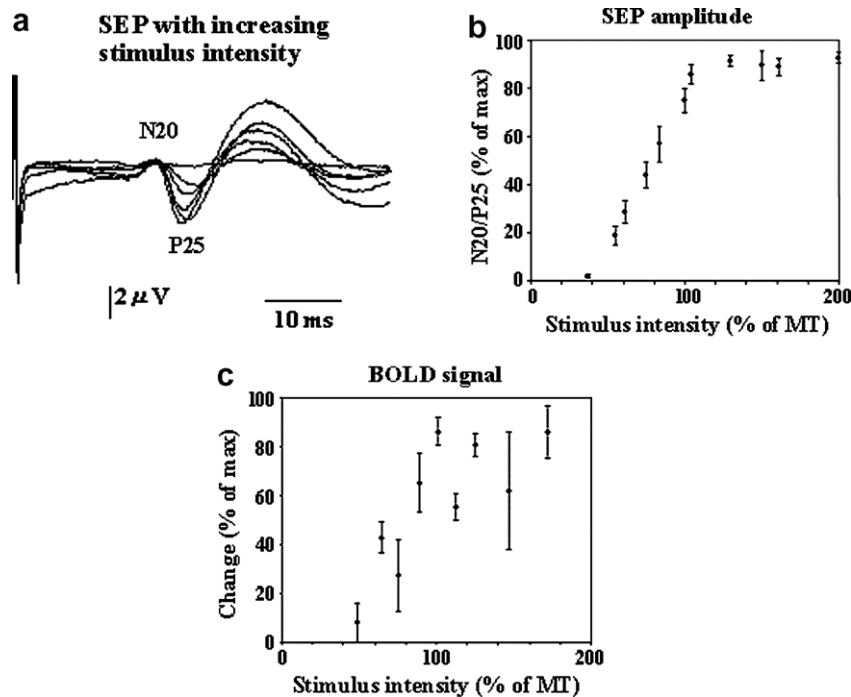 a
SEP with increasing
stimulus intensity
N20
P25
2 μV
10 ms
b
SEP amplitude
N20/P25 (% of max)
100
80
60
40
20
0
0 100 200
Stimulus intensity (% of MT)
c
BOLD signal
Change (% of max)
100
80
60
40
20
0
0 100 200
Stimulus intensity (% of MT)